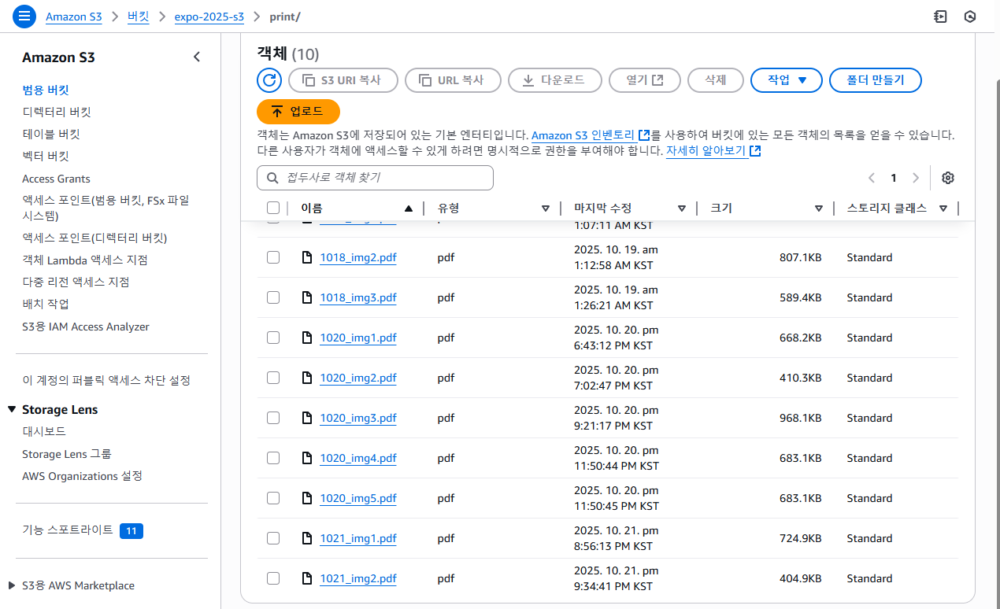 Amazon S3 > 버킷 > expo-2025-s3 > print/
Amazon S3
범용 버킷
디렉터리 버킷
테이블 버킷
벡터 버킷
Access Grants
액세스 포인트(범용 버킷, FSx 파일
시스템)
액세스 포인트(디렉터리 버킷)
객체 Lambda 액세스 지점
다중 리전 액세스 지점
배치 작업
S3용 IAM Access Analyzer
이 계정의 퍼블릭 액세스 차단 설정
Storage Lens
대시보드
Storage Lens 그룹
AWS Organizations 설정
기능 스포트라이트 11
S3용 AWS Marketplace
객체 (10)
S3 URI 복사 URL 복사 다운로드 열기 삭제 작업 폴더 만들기
업로드
객체는 Amazon S3에 저장되어 있는 기본 엔터티입니다. Amazon S3 인벤토리 를 사용하여 버킷에 있는 모든 객체의 목록을 얻을 수 있습니다.
다른 사용자가 객체에 액세스할 수 있게 하려면 명시적으로 권한을 부여해야 합니다. 자세히 알아보기
접두사로 객체 찾기 1
이름 유형 마지막 수정 크기 스토리지 클래스
1:07:11 AM KST
1018_img2.pdf pdf 2025. 10. 19. am 1:12:58 AM KST 807.1KB Standard
1018_img3.pdf pdf 2025. 10. 19. am 1:26:21 AM KST 589.4KB Standard
1020_img1.pdf pdf 2025. 10. 20. pm 6:43:12 PM KST 668.2KB Standard
1020_img2.pdf pdf 2025. 10. 20. pm 7:02:47 PM KST 410.3KB Standard
1020_img3.pdf pdf 2025. 10. 20. pm 9:21:17 PM KST 968.1KB Standard
1020_img4.pdf pdf 2025. 10. 20. pm 11:50:44 PM KST 683.1KB Standard
1020_img5.pdf pdf 2025. 10. 20. pm 11:50:45 PM KST 683.1KB Standard
1021_img1.pdf pdf 2025. 10. 21. pm 8:56:13 PM KST 724.9KB Standard
1021_img2.pdf pdf 2025. 10. 21. pm 9:34:41 PM KST 404.9KB Standard